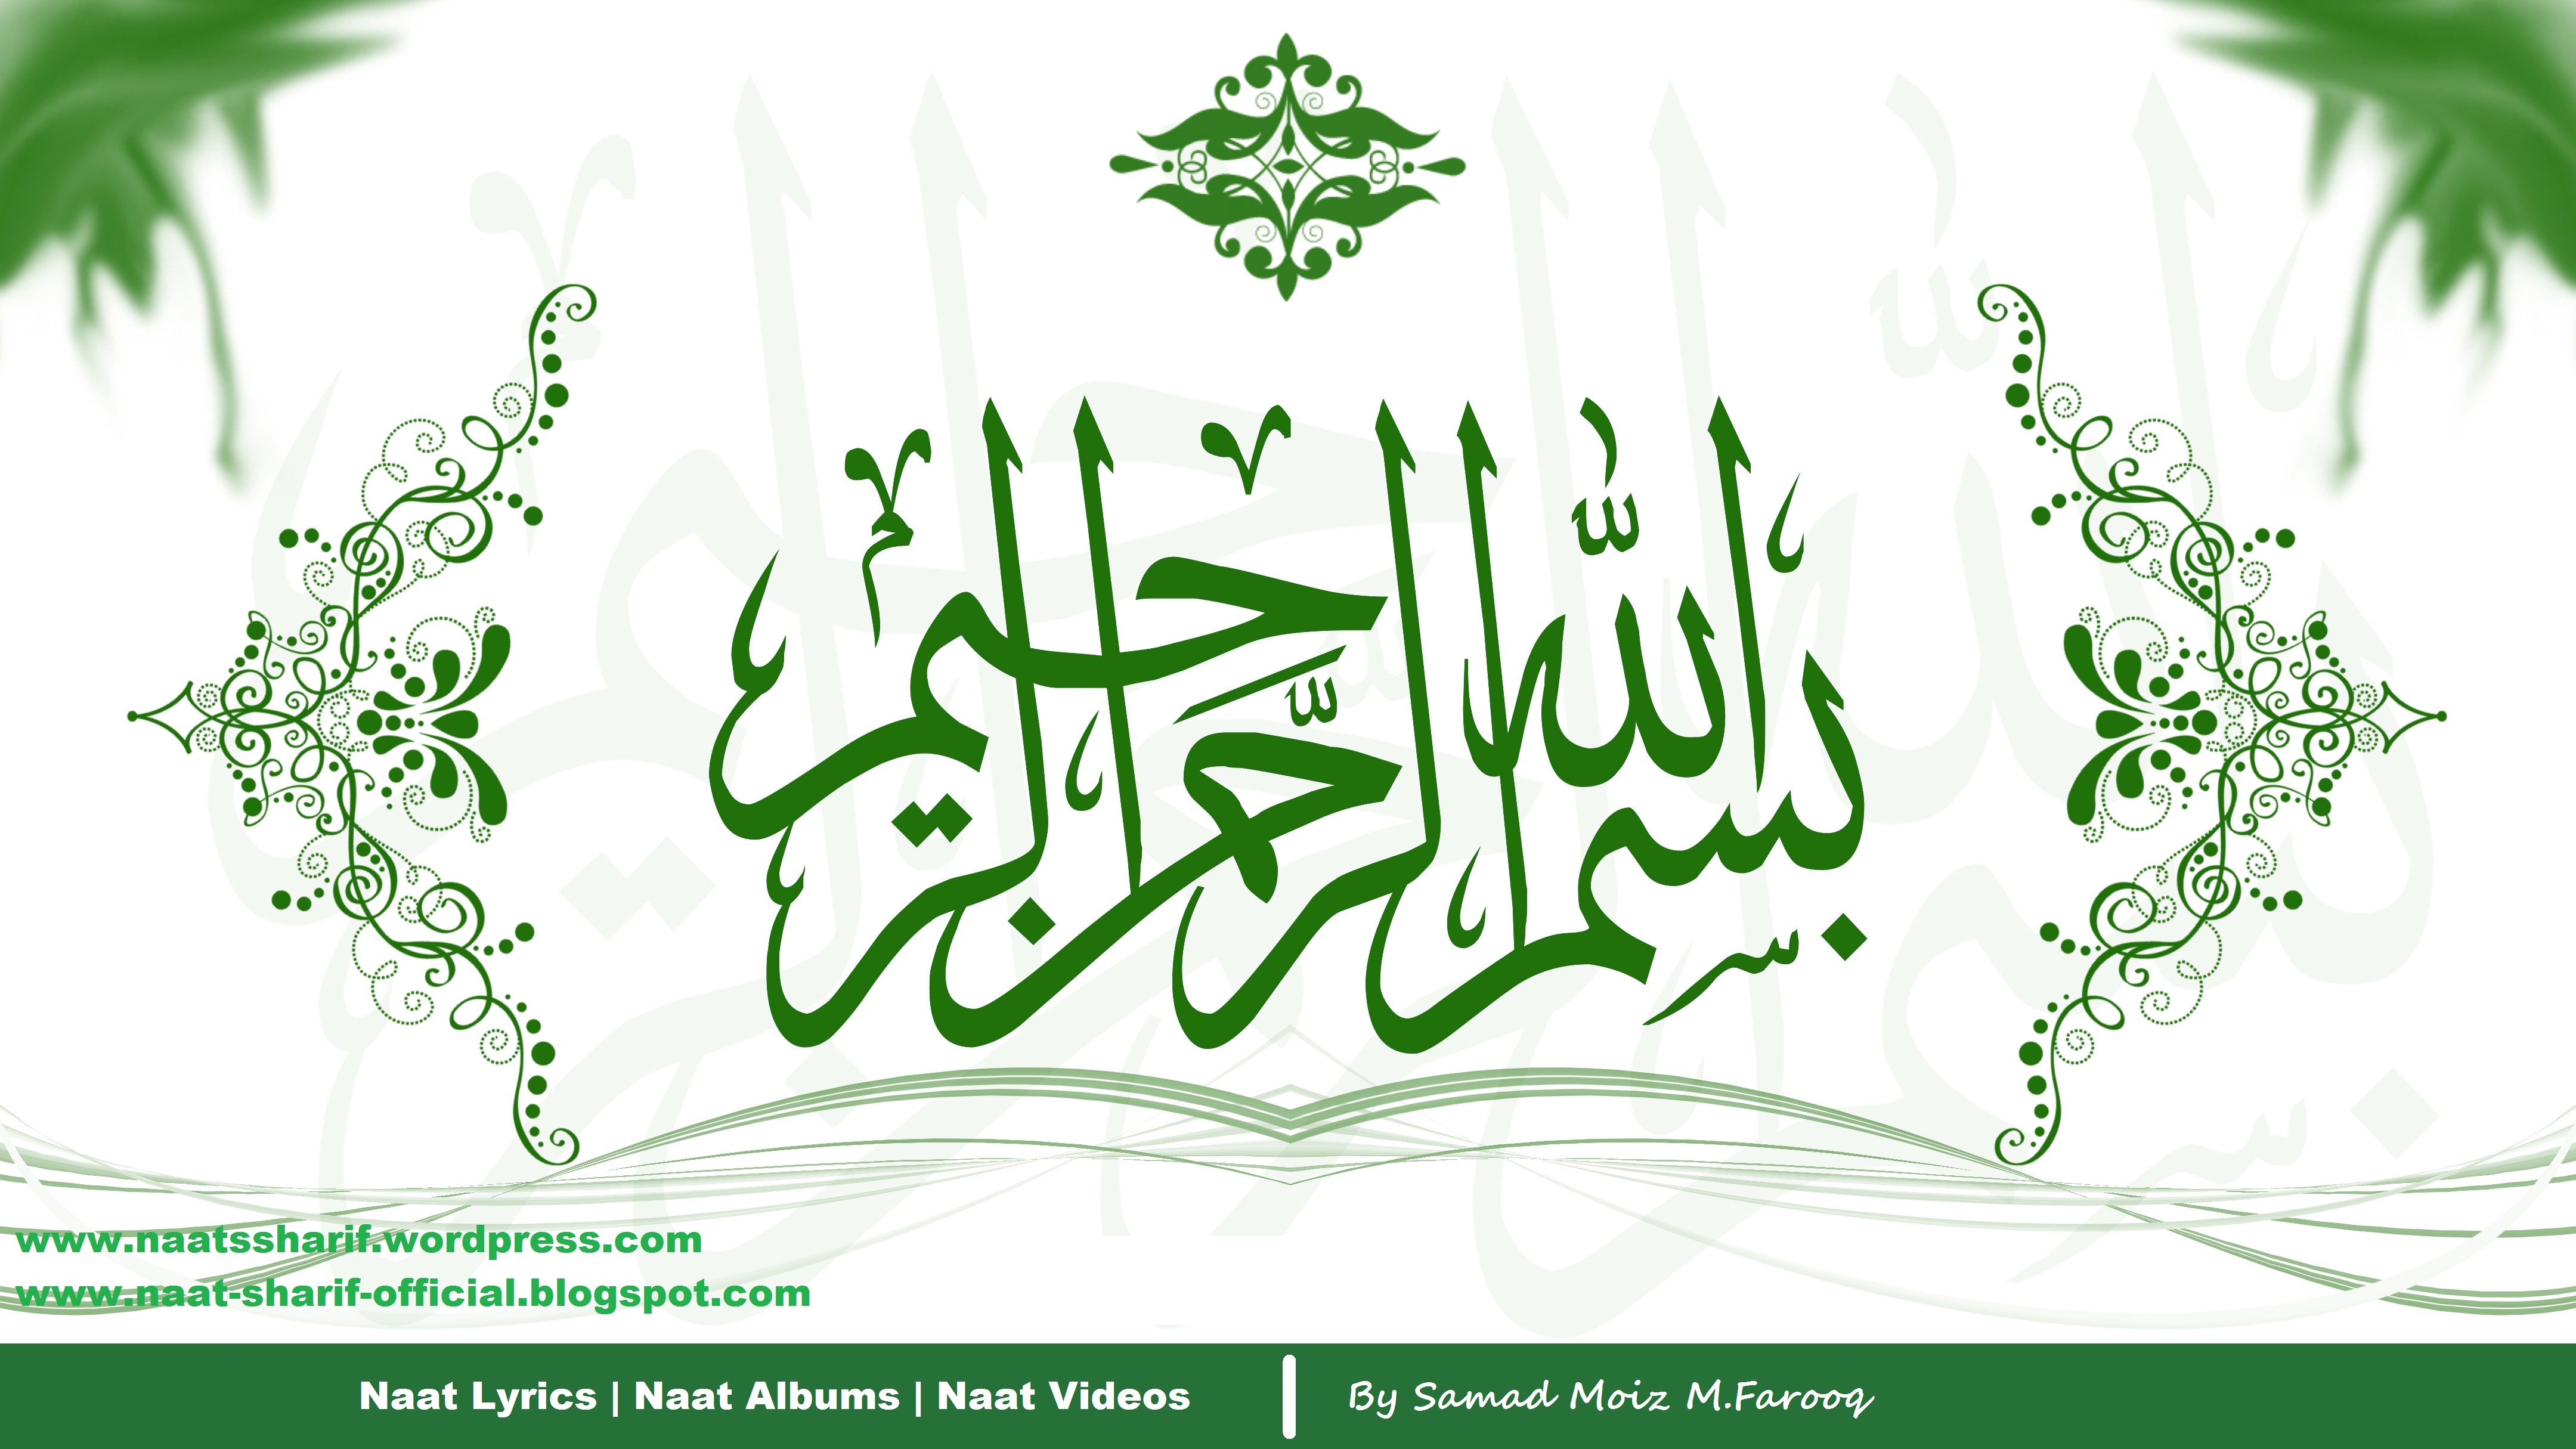 بسم الله الرحمن الرحيم
www.naatssharif.wordpress.com
www.naat-sharif-official.blogspot.com
Naat Lyrics | Naat Albums | Naat Videos
By Samad Moiz M.Farooq